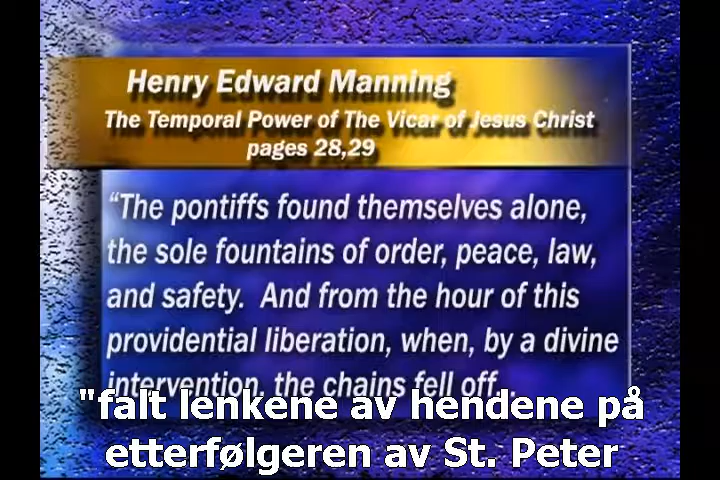 Henry Edward Manning
The Temporal Power of The Vicar of Jesus Christ
pages 28,29
“The pontiffs found themselves alone,
the sole fountains of order, peace, law,
and safety. And from the hour of this
providential liberation, when, by a divine
intervention, the chains fell off...
"falt lenkene av hendene på
etterfølgeren av St. Peter